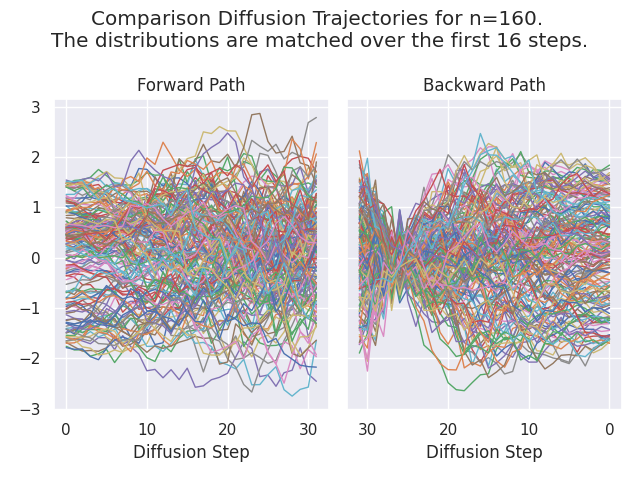 Comparison Diffusion Trajectories for n=160.
The distributions are matched over the first 16 steps.
Forward Path
Backward Path
3
2
1
0
−1
−2
−3
0 10 20 30
30 20 10 0
Diffusion Step
Diffusion Step